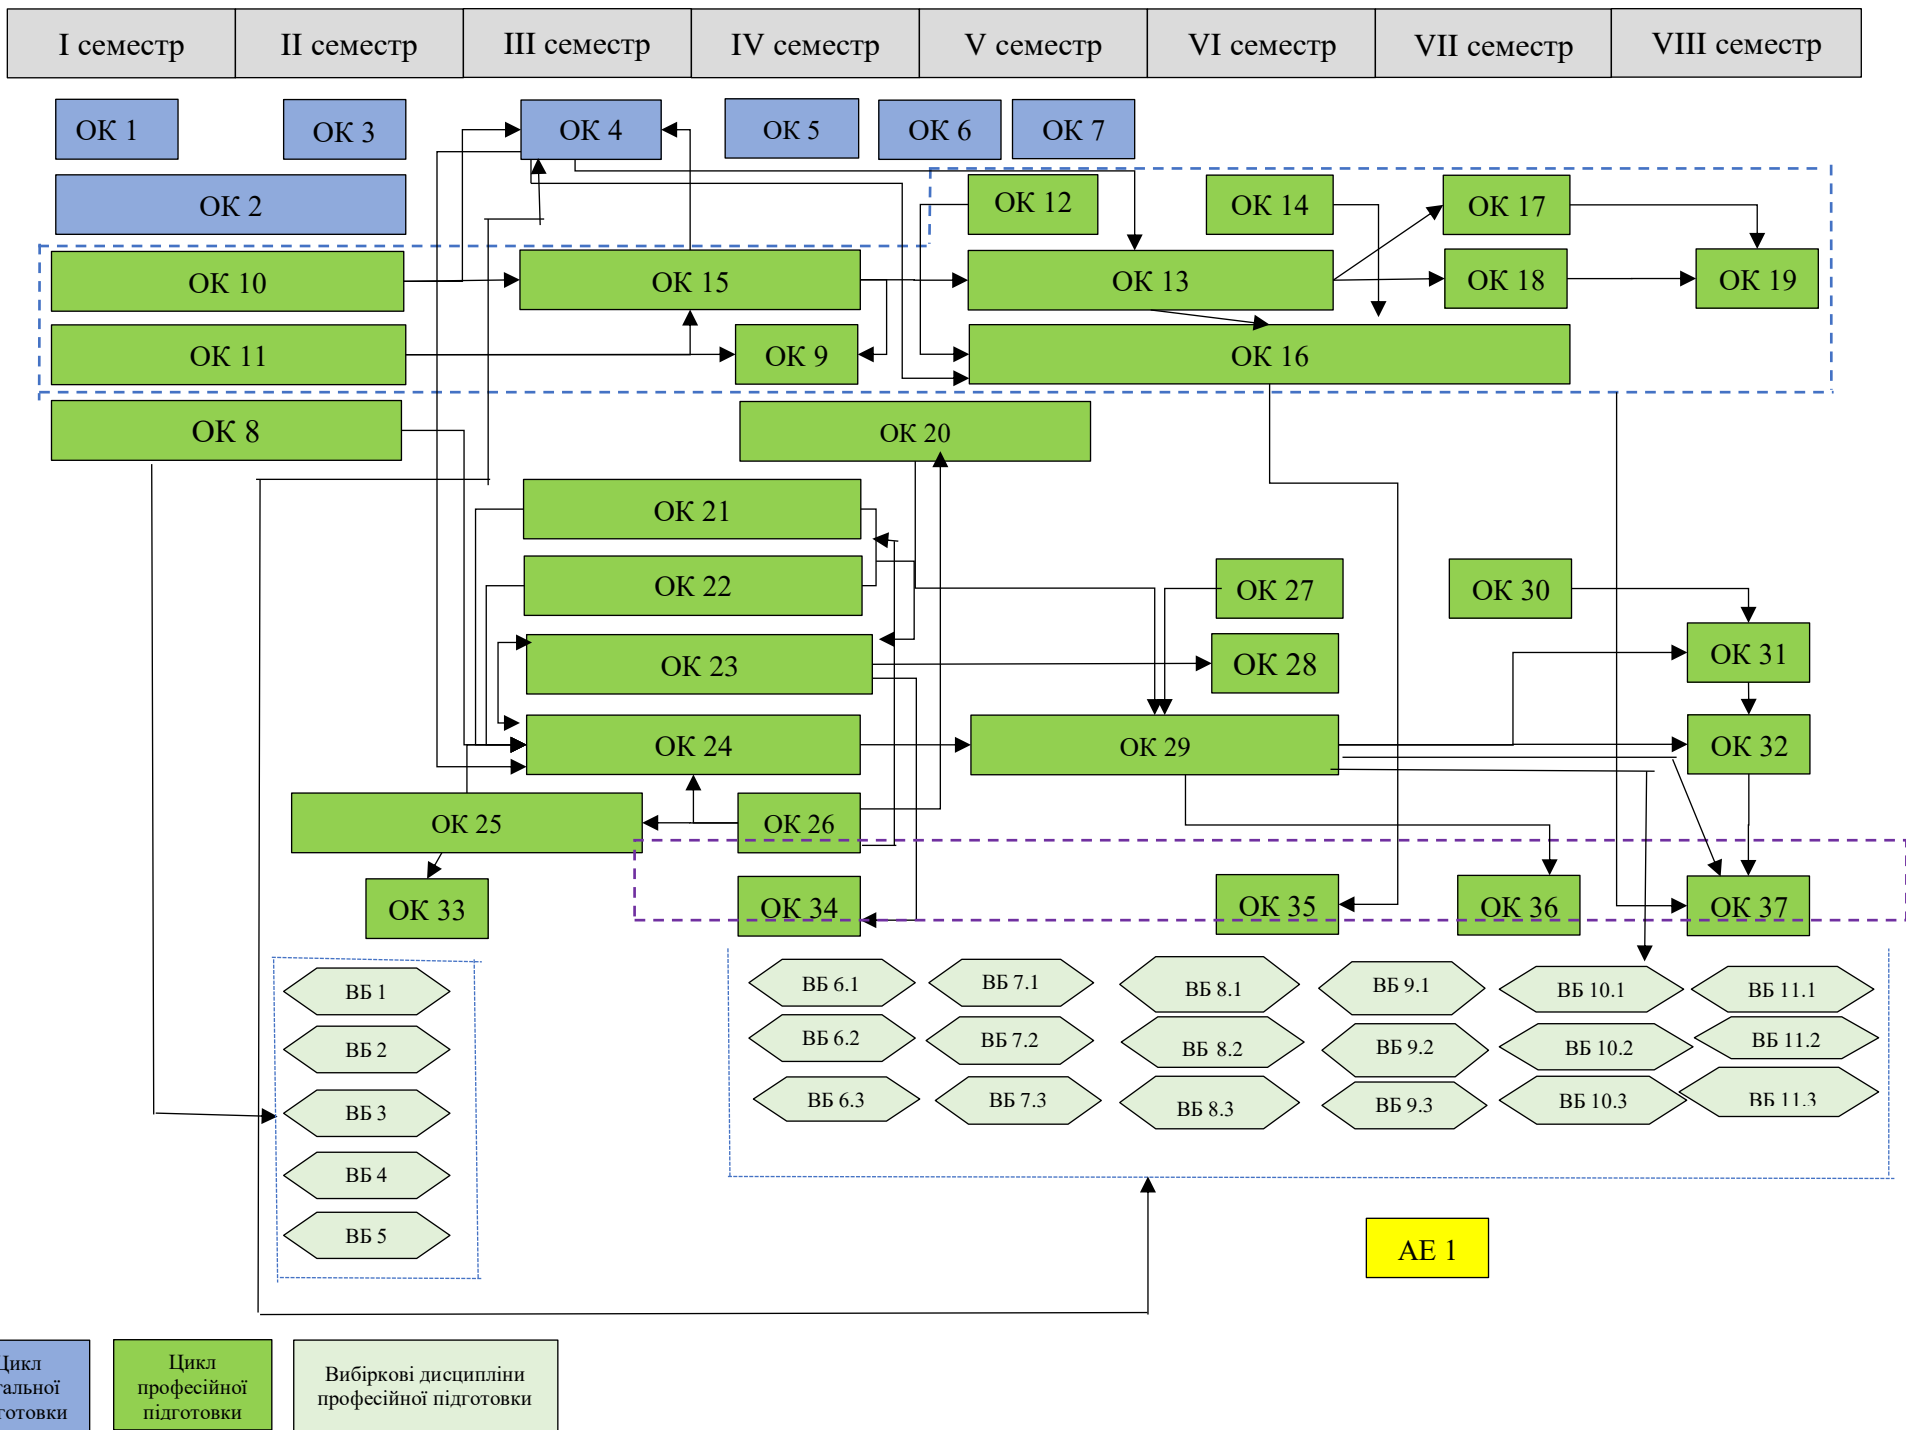 I семестр
II семестр
III семестр
IV семестр
V семестр
VI семестр
VII семестр
VIII семестр
ОК 1
ОК 3
ОК 4
ОК 5
ОК 6
ОК 7
ОК 2
ОК 12
ОК 14
ОК 17
ОК 10
ОК 15
ОК 13
ОК 18
ОК 19
ОК 11
ОК 9
ОК 16
ОК 8
ОК 20
ОК 21
ОК 22
ОК 27
ОК 30
ОК 23
ОК 28
ОК 31
ОК 24
ОК 29
ОК 32
ОК 25
ОК 26
ОК 33
ОК 34
ОК 35
ОК 36
ОК 37
ВБ 1
ВБ 2
ВБ 3
ВБ 4
ВБ 5
ВБ 6.1
ВБ 7.1
ВБ 8.1
ВБ 9.1
ВБ 10.1
ВБ 11.1
ВБ 6.2
ВБ 7.2
ВБ 8.2
ВБ 9.2
ВБ 10.2
ВБ 11.2
ВБ 6.3
ВБ 7.3
ВБ 8.3
ВБ 9.3
ВБ 10.3
ВБ 11.3
АЕ 1
Цикл
гальної
готовки
Цикл
професійної
підготовки
Вибіркові дисципліни
професійної підготовки